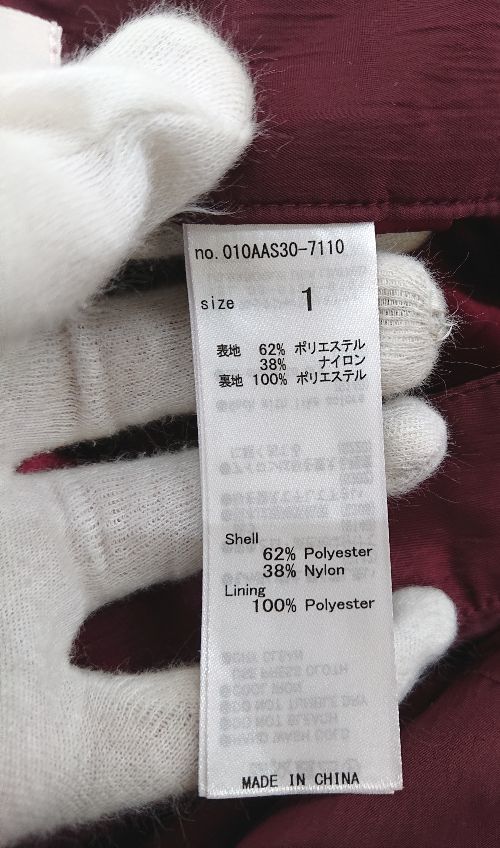 no.010AAS30-7110
size 1
表地 62% ポリエステル
38% ナイロン
裏地 100% ポリエステル
Shell
62% Polyester
38% Nylon
Lining
100% Polyester
MADE IN CHINA